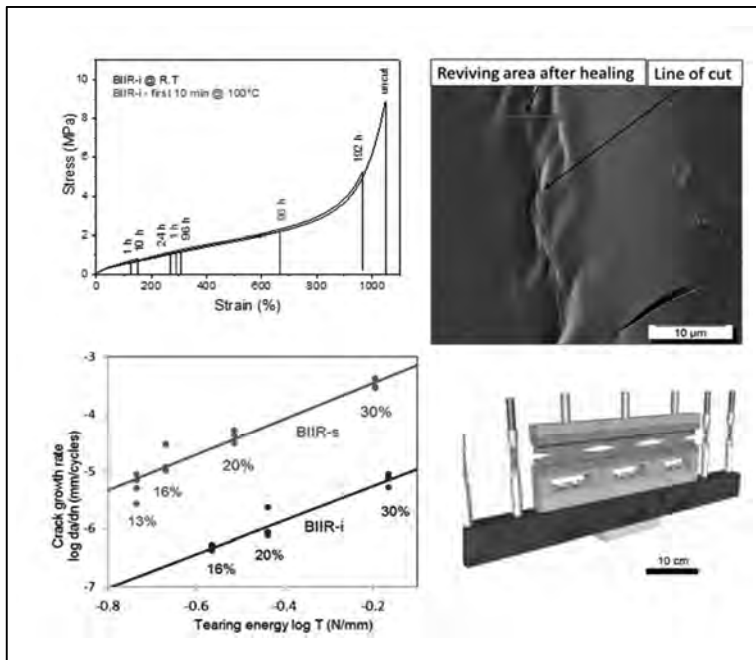 10
8
6
4
2
0
Stress (MPa)
BIIR-i @ R.T
BIIR-i - first 10 min @ 100°C
1 h
10 h
24 h
1 h
96 h
192 h
uncut
0
200
400
600
800
1000
Strain (%)
Reviving area after healing
Line of cut
10 µm
-3
-4
-5
-6
-7
Crack growth rate
log da/dn (mm/cycles)
13%
16%
20%
30%
BIIR-s
16%
20%
30%
BIIR-i
-0.8
-0.6
-0.4
-0.2
Tearing energy log T (N/mm)
10 cm